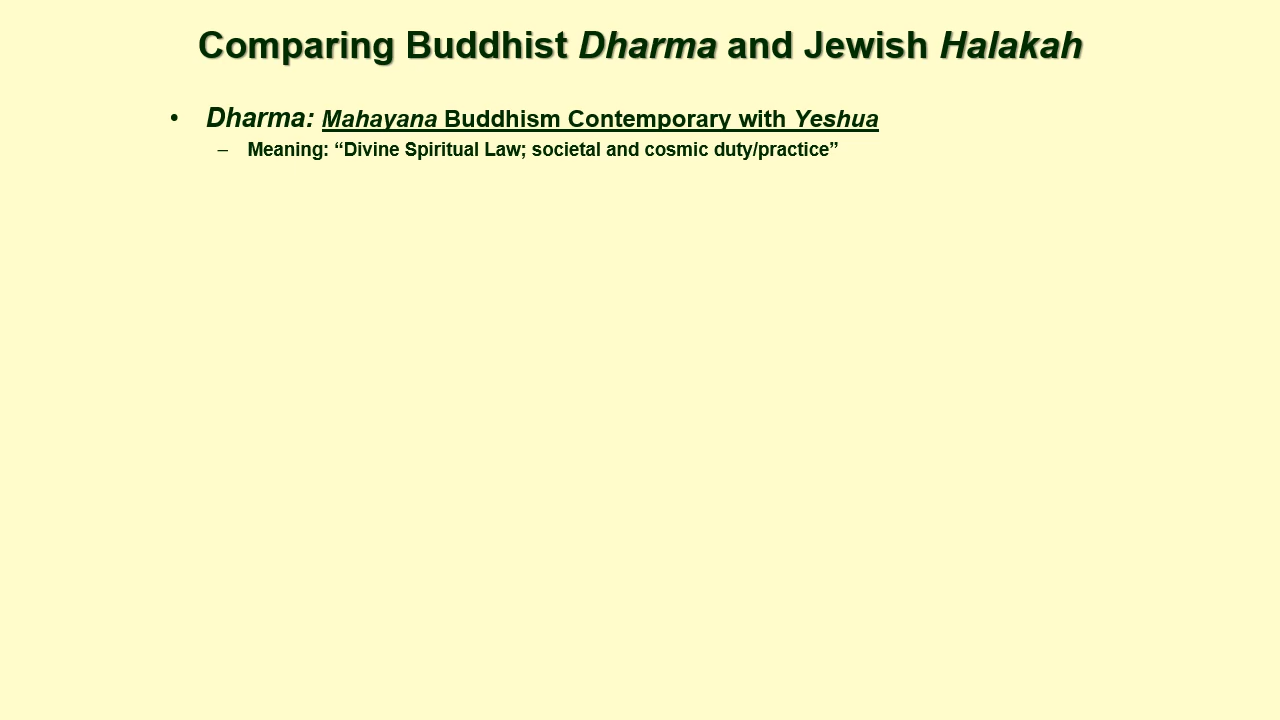 Comparing Buddhist Dharma and Jewish Halakah
• Dharma: Mahayana Buddhism Contemporary with Yeshua
– Meaning: “Divine Spiritual Law; societal and cosmic duty/practice”